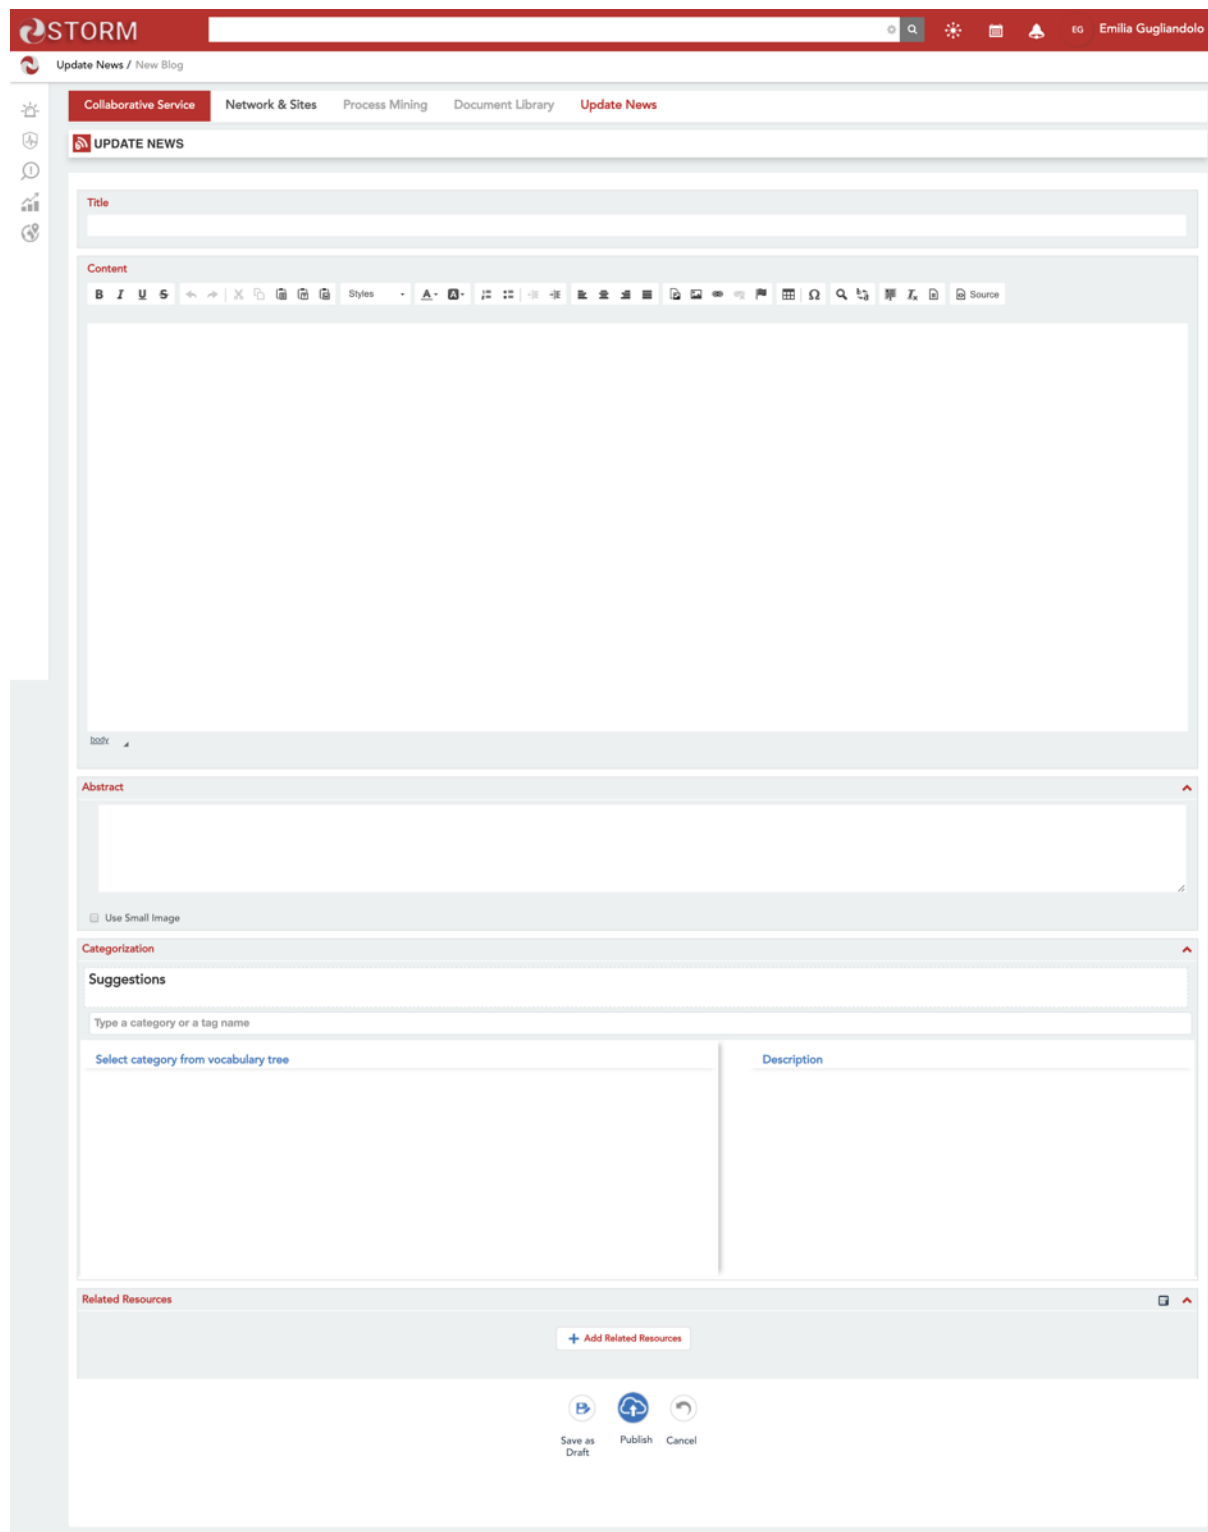 STORM
EG Emilia Gugliandolo
Update News / New Blog
Collaborative Service Network & Sites Process Mining Document Library Update News
UPDATE NEWS
Title
Content
B I U S Styles A A Ω Source
body
Abstract
Use Small Image
Categorization
Suggestions
Type a category or a tag name
Select category from vocabulary tree Description
Related Resources
+ Add Related Resources
Save as Draft
Publish
Cancel